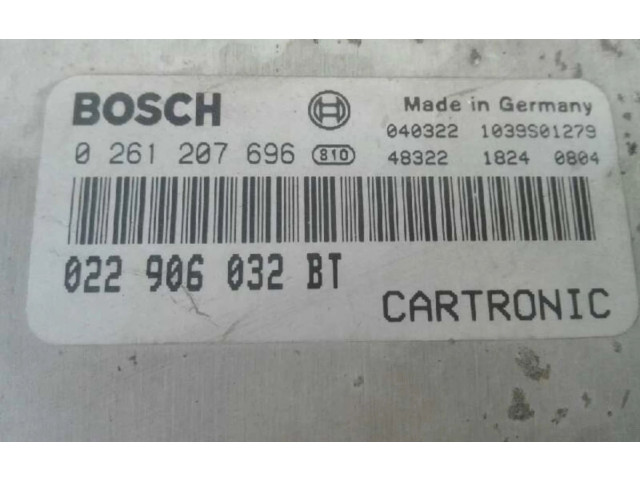 BOSCH Made in Germany
040322 1039S01279
0 261 207 696 810 48322 1824 0804
022 906 032 BT
CARTRONIC